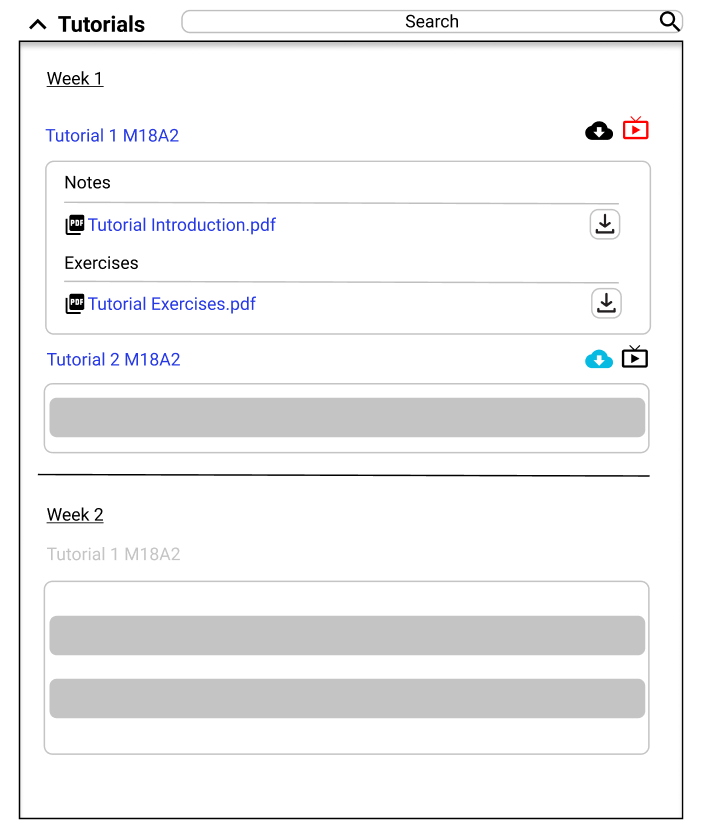 Tutorials
Search
Week 1
Tutorial 1 M18A2
Notes
PDF Tutorial Introduction.pdf
Exercises
PDF Tutorial Exercises.pdf
Tutorial 2 M18A2
Week 2
Tutorial 1 M18A2